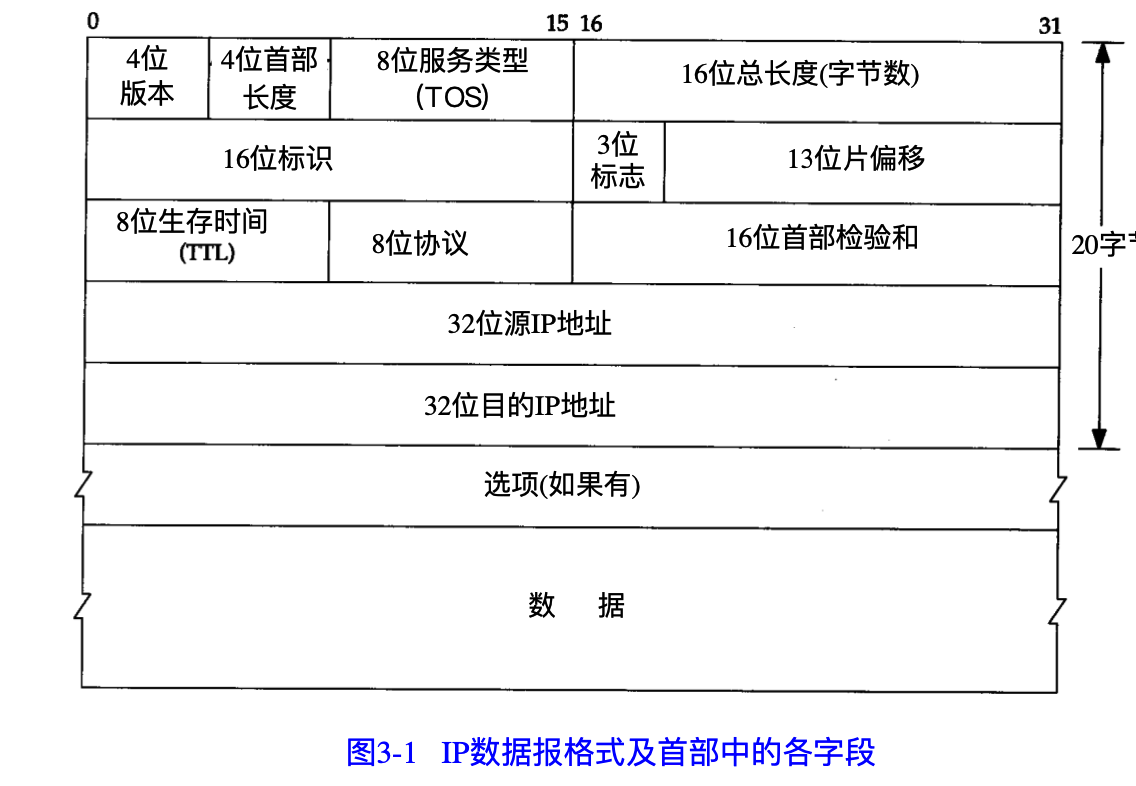 0 15 16 31
4位
版本
4位首部
长度
8位服务类型
(TOS)
16位总长度(字节数)
16位标识
3位
标志
13位片偏移
8位生存时间
(TTL)
8位协议
16位首部检验和
20字
32位源IP地址
32位目的IP地址
选项(如果有)
数 据
图3-1 IP数据报格式及首部中的各字段